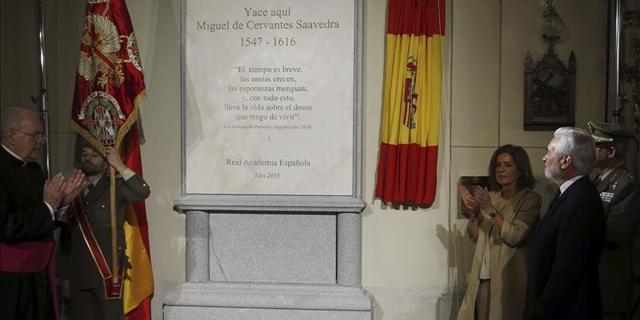 Yace aquí
Miguel de Cervantes Saavedra
1547 - 1616
"El tiempo es breve,
las ansias crecen,
las esperanzas menguan,
y, con todo esto,
llevo la vida sobre el deseo
que tengo de vivir".
Los trabajos de Persiles y Segismunda (1616)
Real Academia Española
Año 2015